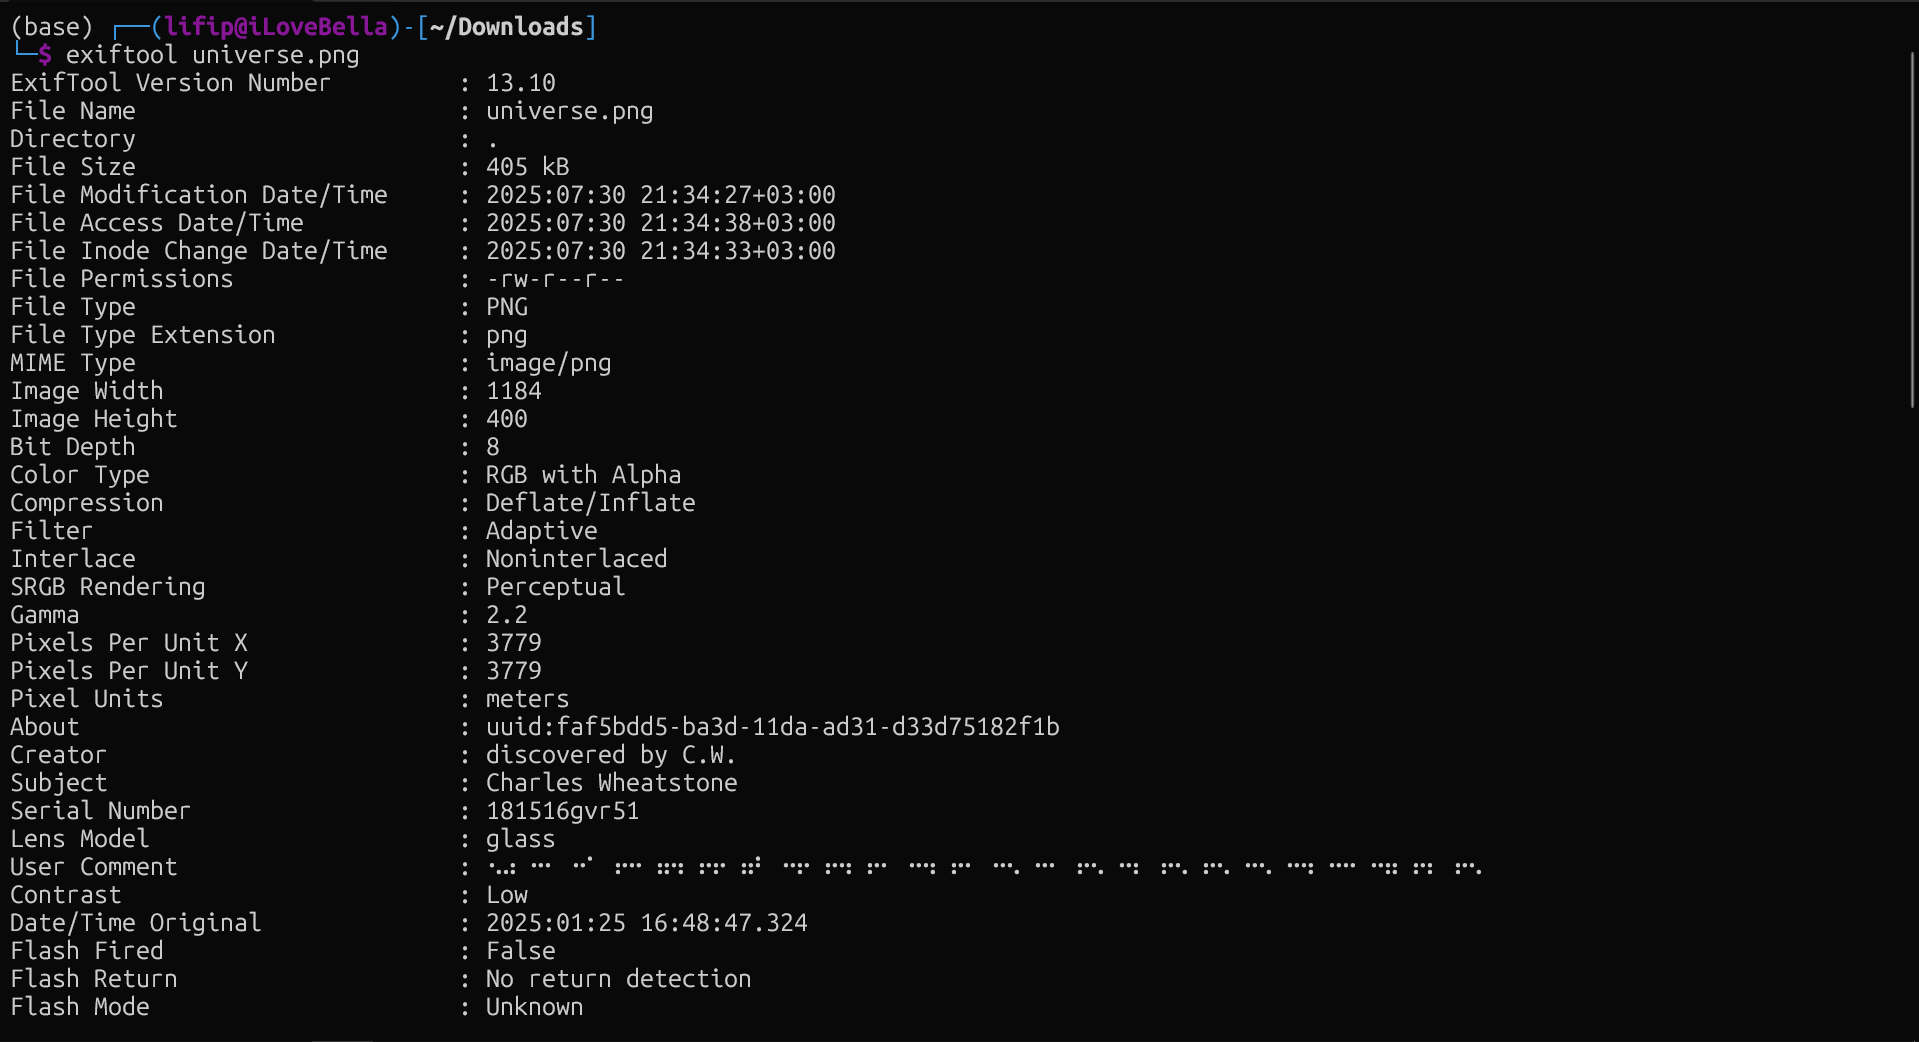 (base) ┌──(lifip@iLoveBella)-[~/Downloads]
└─$ exiftool universe.png
ExifTool Version Number : 13.10
File Name : universe.png
Directory : .
File Size : 405 kB
File Modification Date/Time : 2025:07:30 21:34:27+03:00
File Access Date/Time : 2025:07:30 21:34:38+03:00
File Inode Change Date/Time : 2025:07:30 21:34:33+03:00
File Permissions : -rw-r--r--
File Type : PNG
File Type Extension : png
MIME Type : image/png
Image Width : 1184
Image Height : 400
Bit Depth : 8
Color Type : RGB with Alpha
Compression : Deflate/Inflate
Filter : Adaptive
Interlace : Noninterlaced
SRGB Rendering : Perceptual
Gamma : 2.2
Pixels Per Unit X : 3779
Pixels Per Unit Y : 3779
Pixel Units : meters
About : uuid:faf5bdd5-ba3d-11da-ad31-d33d75182f1b
Creator : discovered by C.W.
Subject : Charles Wheatstone
Serial Number : 181516gvr51
Lens Model : glass
User Comment :
Contrast : Low
Date/Time Original : 2025:01:25 16:48:47.324
Flash Fired : False
Flash Return : No return detection
Flash Mode : Unknown